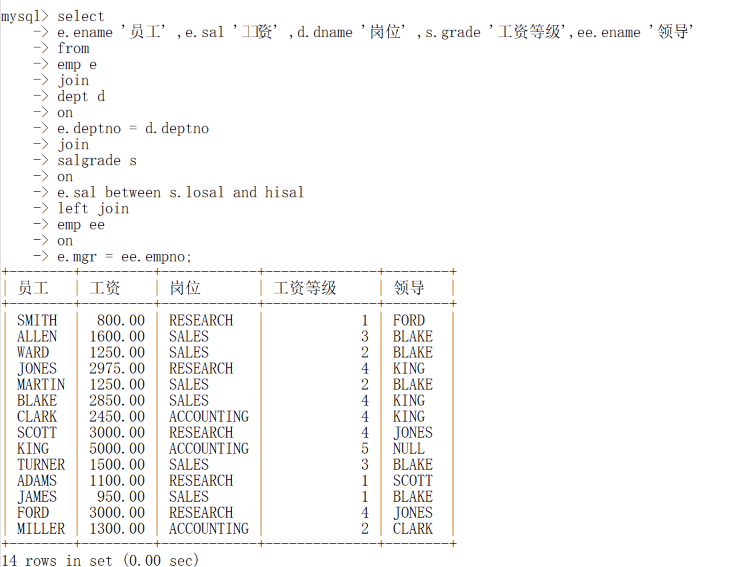 mysql> select
-> e.ename '员工' ,e.sal '工资' ,d.dname '岗位' ,s.grade '工资等级',ee.ename '领导'
-> from
-> emp e
-> join
-> dept d
-> on
-> e.deptno = d.deptno
-> join
-> salgrade s
-> on
-> e.sal between s.losal and hisal
-> left join
-> emp ee
-> on
-> e.mgr = ee.empno;
+--------+---------+------------+--------------+--------+
| 员工 | 工资 | 岗位 | 工资等级 | 领导 |
+--------+---------+------------+--------------+--------+
| SMITH | 800.00 | RESEARCH | 1 | FORD |
| ALLEN | 1600.00 | SALES | 3 | BLAKE |
| WARD | 1250.00 | SALES | 2 | BLAKE |
| JONES | 2975.00 | RESEARCH | 4 | KING |
| MARTIN | 1250.00 | SALES | 2 | BLAKE |
| BLAKE | 2850.00 | SALES | 4 | KING |
| CLARK | 2450.00 | ACCOUNTING | 4 | KING |
| SCOTT | 3000.00 | RESEARCH | 4 | JONES |
| KING | 5000.00 | ACCOUNTING | 5 | NULL |
| TURNER | 1500.00 | SALES | 3 | BLAKE |
| ADAMS | 1100.00 | RESEARCH | 1 | SCOTT |
| JAMES | 950.00 | SALES | 1 | BLAKE |
| FORD | 3000.00 | RESEARCH | 4 | JONES |
| MILLER | 1300.00 | ACCOUNTING | 2 | CLARK |
+--------+---------+------------+--------------+--------+
14 rows in set (0.00 sec)